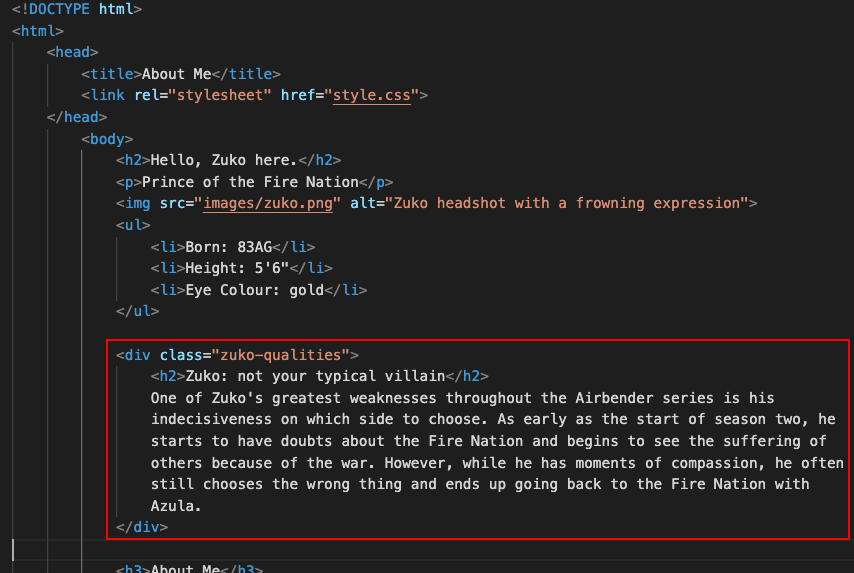 <!DOCTYPE html>
<html>
<head>
<title>About Me</title>
<link rel="stylesheet" href="style.css">
</head>
<body>
<h2>Hello, Zuko here.</h2>
<p>Prince of the Fire Nation</p>
<img src="images/zuko.png" alt="Zuko headshot with a frowning expression">
<ul>
<li>Born: 83AG</li>
<li>Height: 5'6"</li>
<li>Eye Colour: gold</li>
</ul>
<div class="zuko-qualities">
<h2>Zuko: not your typical villain</h2>
One of Zuko's greatest weaknesses throughout the Airbender series is his
indecisiveness on which side to choose. As early as the start of season two, he
starts to have doubts about the Fire Nation and begins to see the suffering of
others because of the war. However, while he has moments of compassion, he often
still chooses the wrong thing and ends up going back to the Fire Nation with
Azula.
</div>
<h3>About Me</h3>